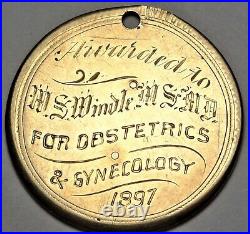 Awarded to
W.S. Windle M.S.M.D.
FOR OBSTETRICS
& GYNECOLOGY
1897